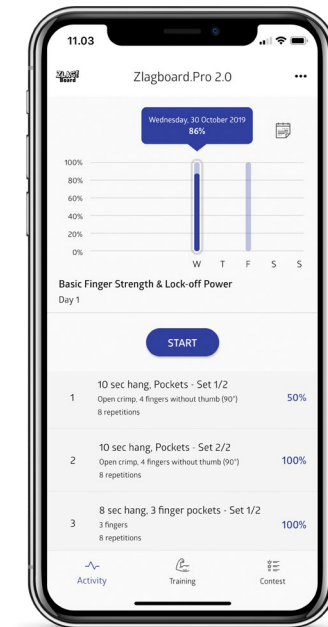 11.03
ZLAG!
Board
Zlagboard.Pro 2.0
Wednesday, 30 October 2019
86%
100%
80%
60%
40%
20%
0%
W T F S S
Basic Finger Strength & Lock-off Power
Day 1
START
10 sec hang, Pockets - Set 1/2
1
Open crimp, 4 fingers without thumb (90°)
50%
8 repetitions
10 sec hang, Pockets - Set 2/2
2
Open crimp, 4 fingers without thumb (90°)
100%
8 repetitions
8 sec hang, 3 finger pockets - Set 1/2
3
3 fingers
100%
8 repetitions
Activity Training Contest